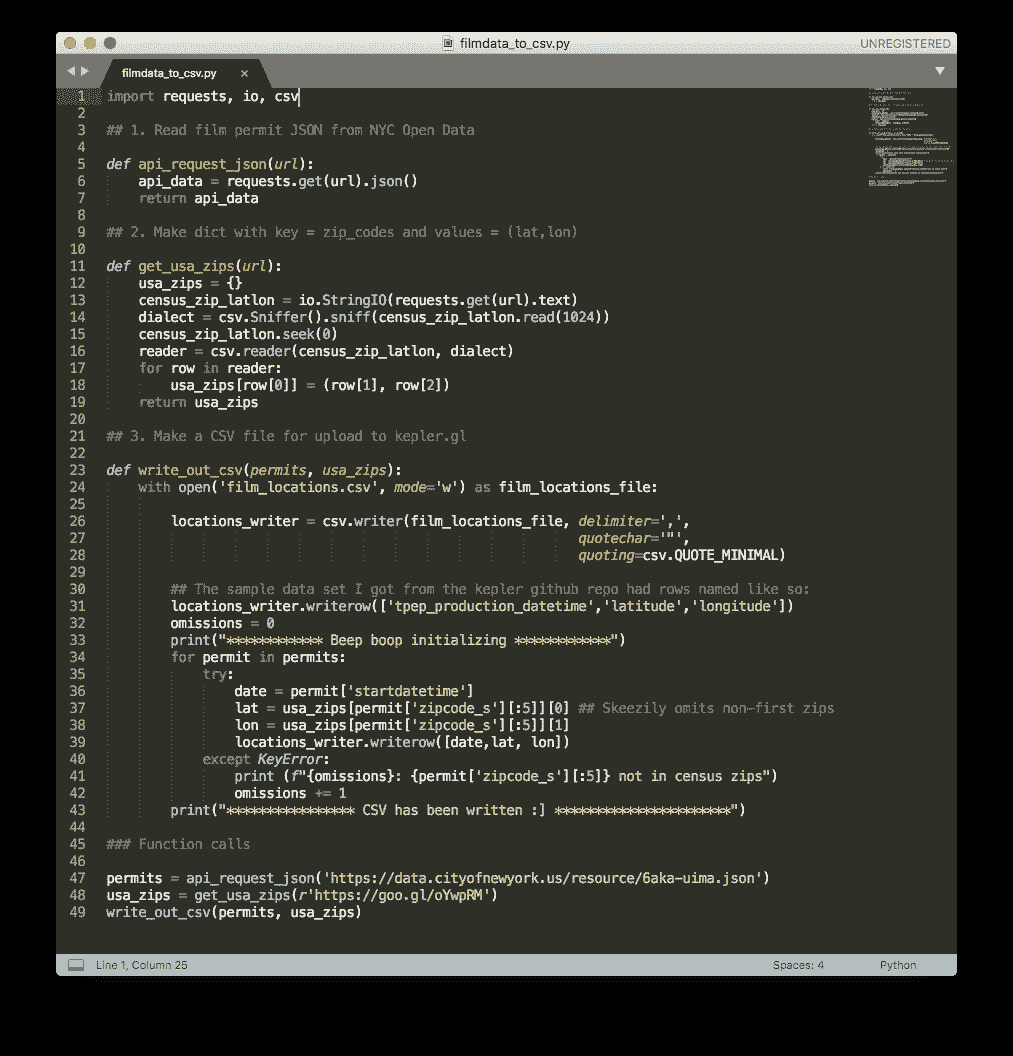 filmdata_to_csv.py
UNREGISTERED
filmdata_to_csv.py ×
1 import requests, io, csv
2
3 ## 1. Read film permit JSON from NYC Open Data
4
5 def api_request_json(url):
6     api_data = requests.get(url).json()
7     return api_data
8
9 ## 2. Make dict with key = zip_codes and values = (lat,lon)
10
11 def get_usa_zips(url):
12     usa_zips = {}
13     census_zip_latlon = io.StringIO(requests.get(url).text)
14     dialect = csv.Sniffer().sniff(census_zip_latlon.read(1024))
15     census_zip_latlon.seek(0)
16     reader = csv.reader(census_zip_latlon, dialect)
17     for row in reader:
18         usa_zips[row[0]] = (row[1], row[2])
19     return usa_zips
20
21 ## 3. Make a CSV file for upload to kepler.gl
22
23 def write_out_csv(permits, usa_zips):
24     with open('film_locations.csv', mode='w') as film_locations_file:
25
26         locations_writer = csv.writer(film_locations_file, delimiter=',',
27                                                            quotechar='"',
28                                                            quoting=csv.QUOTE_MINIMAL)
29
30         ## The sample data set I got from the kepler github repo had rows named like so:
31         locations_writer.writerow(['tpep_production_datetime','latitude','longitude'])
32         omissions = 0
33         print("************ Beep boop initializing ************")
34         for permit in permits:
35             try:
36                 date = permit['startdatetime']
37                 lat = usa_zips[permit['zipcode_s'][:5]][0] ## Skeezily omits non-first zips
38                 lon = usa_zips[permit['zipcode_s'][:5]][1]
39                 locations_writer.writerow([date,lat, lon])
40             except KeyError:
41                 print (f"{omissions}: {permit['zipcode_s'][:5]} not in census zips")
42                 omissions += 1
43         print("**************** CSV has been written :] **********************")
44
45 ### Function calls
46
47 permits = api_request_json('https://data.cityofnewyork.us/resource/6aka-uima.json')
48 usa_zips = get_usa_zips(r'https://goo.gl/oYwpRM')
49 write_out_csv(permits, usa_zips)
Line 1, Column 25
Spaces: 4
Python